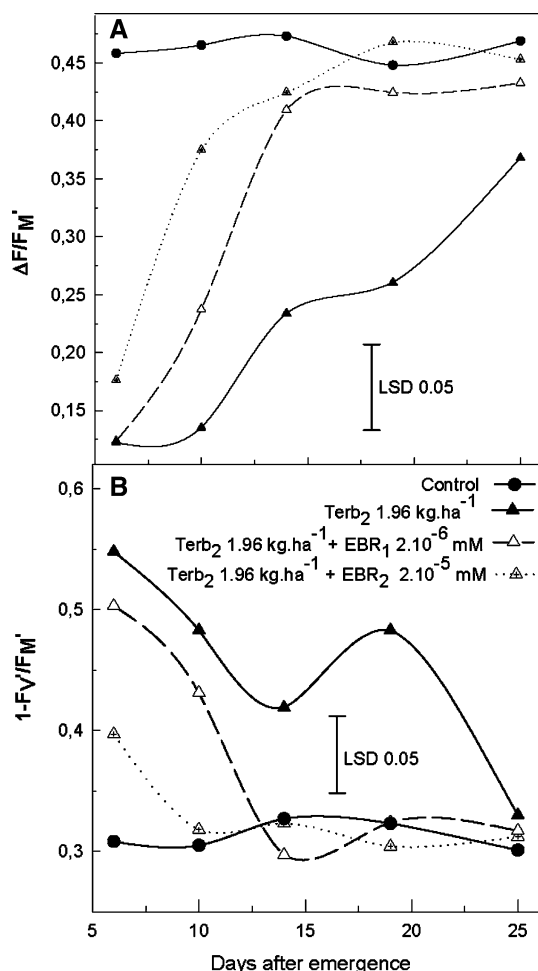 A
0,45
0,40
0,35
0,30
0,25
0,20
0,15
ΔF/FM'
LSD 0.05
B
Control
Terb2 1.96 kg.ha-1
Terb2 1.96 kg.ha-1 + EBR1 2.10-6 mM
Terb2 1.96 kg.ha-1 + EBR2 2.10-5 mM
0,6
0,5
0,4
0,3
1-FV'/FM'
LSD 0.05
5 10 15 20 25
Days after emergence